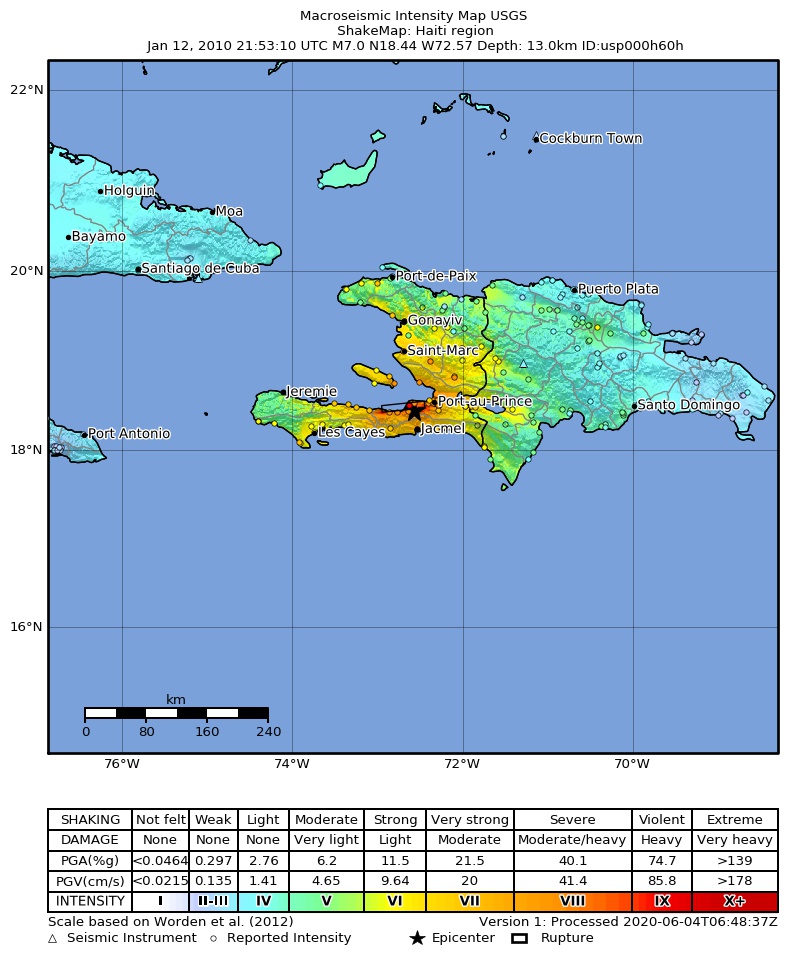 Macroseismic Intensity Map USGS
ShakeMap: Haiti region
Jan 12, 2010 21:53:10 UTC M7.0 N18.44 W72.57 Depth: 13.0km ID:usp000h60h
22°N
Cockburn Town
Holguin
Moa
Bayamo
Santiago de Cuba
20°N
Port-de-Paix
Puerto Plata
Gonayiv
Saint-Marc
Jeremie
Port-au-Prince
Santo Domingo
Port Antonio
Les Cayes
Jacmel
18°N
16°N
km
0 80 160 240
76°W 74°W 72°W 70°W
SHAKING Not felt Weak Light Moderate Strong Very strong Severe Violent Extreme
DAMAGE None None None Very light Light Moderate Moderate/heavy Heavy Very heavy
PGA(%g) <0.0464 0.297 2.76 6.2 11.5 21.5 40.1 74.7 >139
PGV(cm/s) <0.0215 0.135 1.41 4.65 9.64 20 41.4 85.8 >178
INTENSITY I II-III IV V VI VII VIII IX X+
Scale based on Worden et al. (2012) Version 1: Processed 2020-06-04T06:48:37Z
Seismic Instrument Reported Intensity Epicenter Rupture